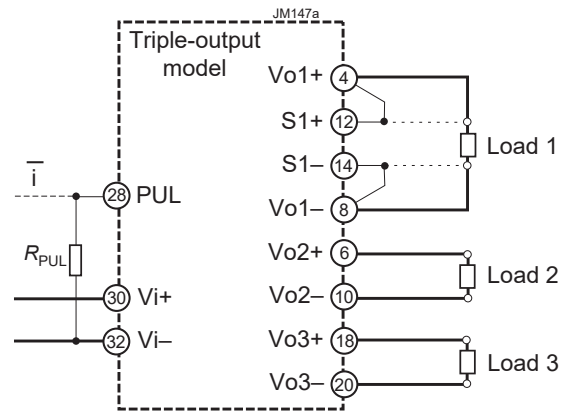 JM147a
Triple-output
model
Vo1+ 4
S1+ 12
Load 1
S1– 14
i
28 PUL
Vo1– 8
RPUL
Vo2+ 6
Load 2
30 Vi+
Vo2– 10
32 Vi–
Vo3+ 18
Load 3
Vo3– 20